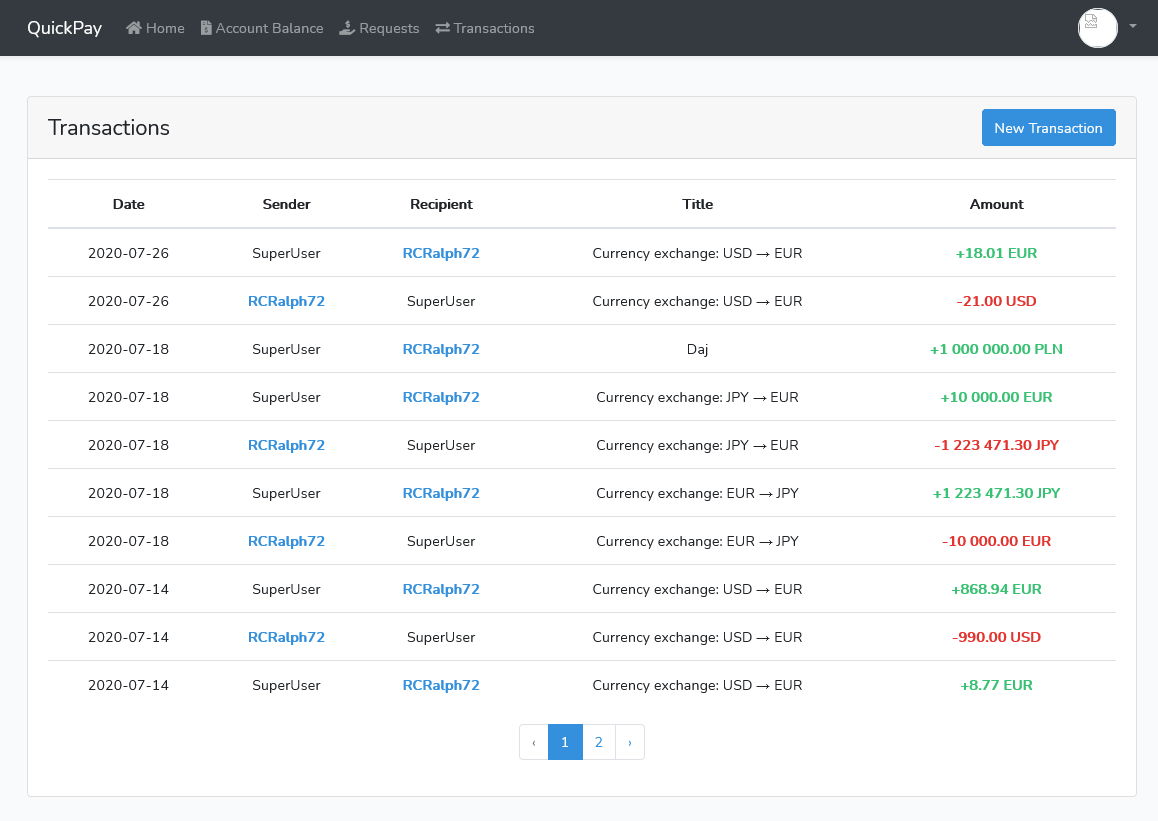 QuickPay Home Account Balance Requests Transactions
Transactions New Transaction
Date Sender Recipient Title Amount
2020-07-26 SuperUser RCRalph72 Currency exchange: USD → EUR +18.01 EUR
2020-07-26 RCRalph72 SuperUser Currency exchange: USD → EUR -21.00 USD
2020-07-18 SuperUser RCRalph72 Daj +1 000 000.00 PLN
2020-07-18 SuperUser RCRalph72 Currency exchange: JPY → EUR +10 000.00 EUR
2020-07-18 RCRalph72 SuperUser Currency exchange: JPY → EUR -1 223 471.30 JPY
2020-07-18 SuperUser RCRalph72 Currency exchange: EUR → JPY +1 223 471.30 JPY
2020-07-18 RCRalph72 SuperUser Currency exchange: EUR → JPY -10 000.00 EUR
2020-07-14 SuperUser RCRalph72 Currency exchange: USD → EUR +868.94 EUR
2020-07-14 RCRalph72 SuperUser Currency exchange: USD → EUR -990.00 USD
2020-07-14 SuperUser RCRalph72 Currency exchange: USD → EUR +8.77 EUR
‹ 1 2 ›